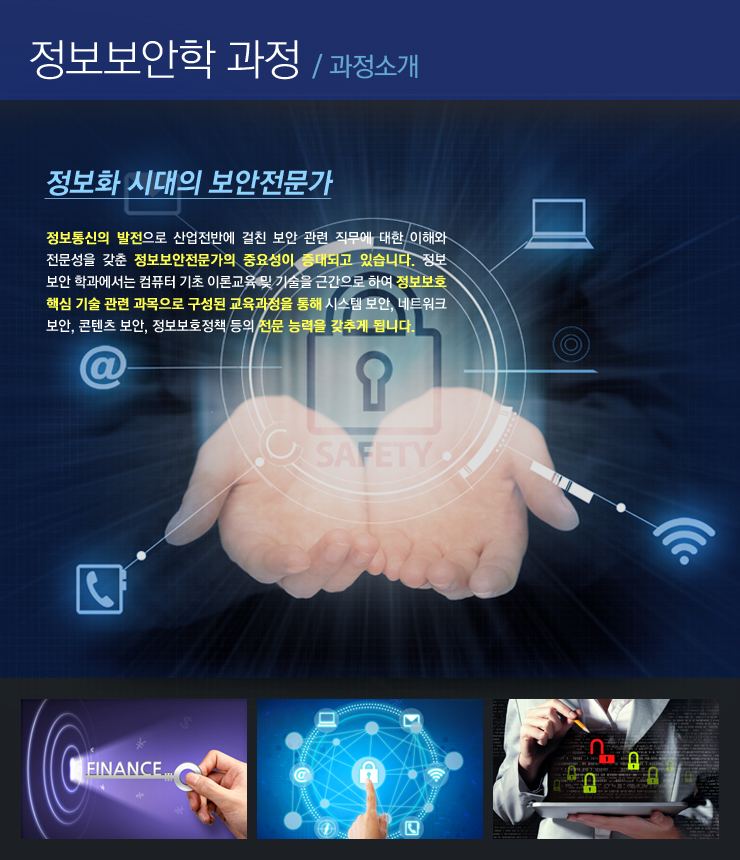 정보보안학 과정 / 과정소개
정보화 시대의 보안전문가
정보통신의 발전으로 산업전반에 걸친 보안 관련 직무에 대한 이해와
전문성을 갖춘 정보보안전문가의 중요성이 증대되고 있습니다. 정보
보안 학과에서는 컴퓨터 기초 이론교육 및 기술을 근간으로 하여 정보보호
핵심 기술 관련 과목으로 구성된 교육과정을 통해 시스템 보안, 네트워크
보안, 콘텐츠 보안, 정보보호정책 등의 전문 능력을 갖추게 됩니다.
@
SAFETY
FINANCE
@